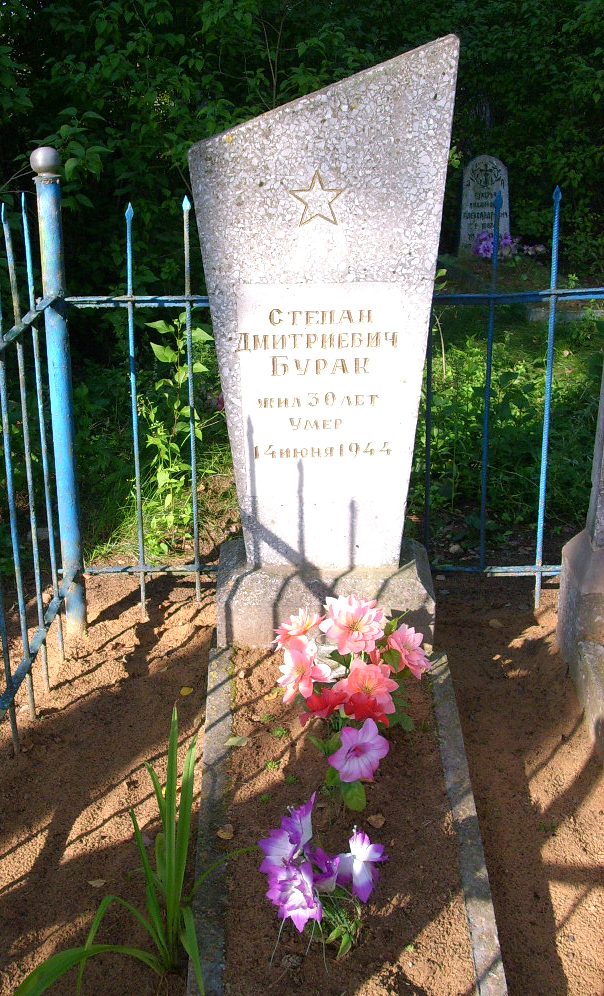 СТЕПАН
ДМИТРИЕВИЧ
БУРАК
ЖИЛ 30 ЛЕТ
УМЕР
14 ИЮНЯ 1944